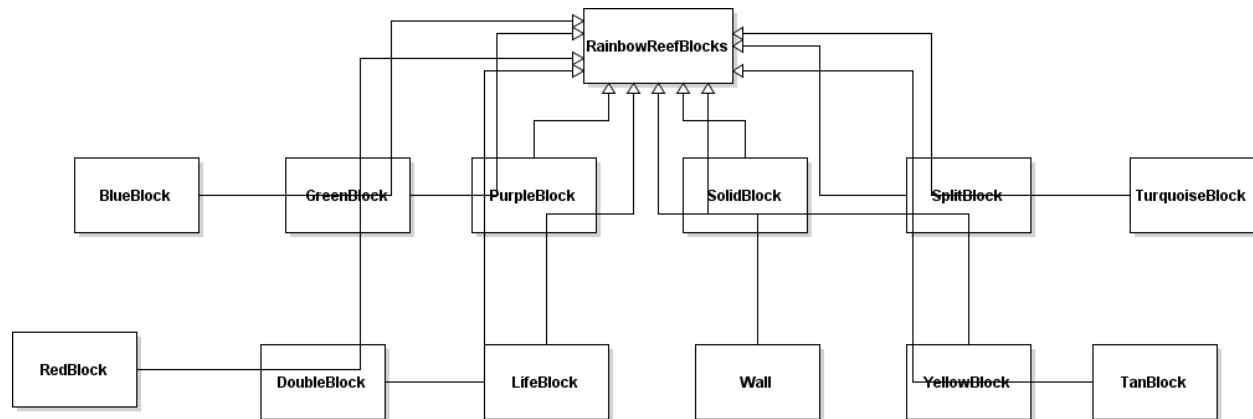 RainbowReefBlocks
BlueBlock
GreenBlock
PurpleBlock
SolidBlock
SplitBlock
TurquoiseBlock
RedBlock
DoubleBlock
LifeBlock
Wall
YellowBlock
TanBlock